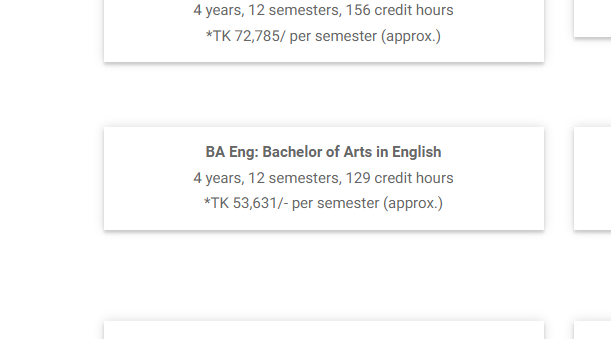 4 years, 12 semesters, 156 credit hours
*TK 72,785/ per semester (approx.)
BA Eng: Bachelor of Arts in English
4 years, 12 semesters, 129 credit hours
*TK 53,631/- per semester (approx.)